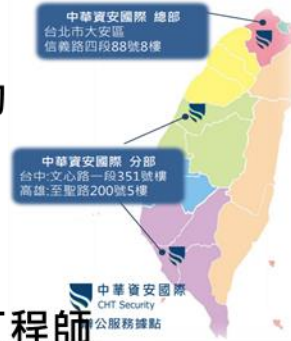 中華資安國際 總部
台北市大安區
信義路四段88號8樓
中華資安國際 分部
台中:文心路一段351號樓
高雄:至聖路200號5樓
中華資安國際
CHT Security
公服務據點
程師